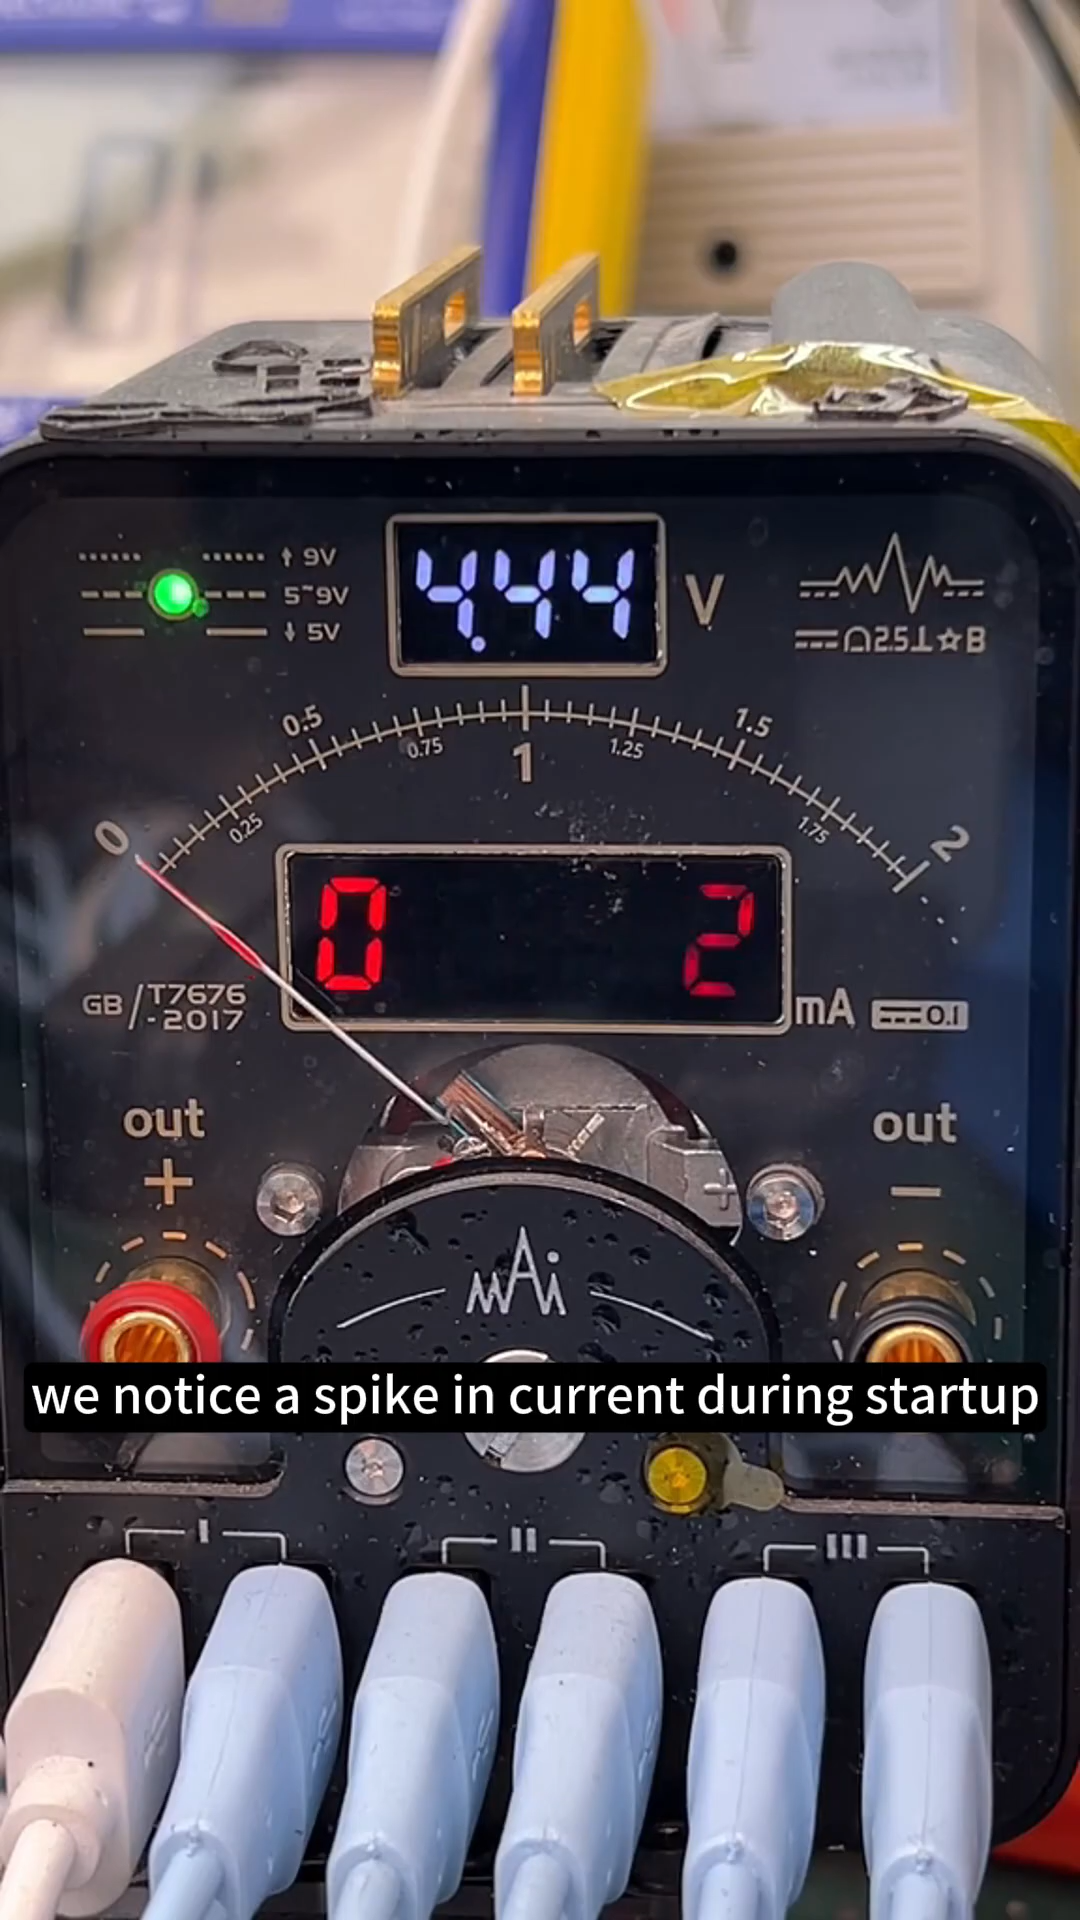 ↑ 9V
5~9V
↓ 5V
4.44 V
⎓ Ω 2.5 ⊥ ☆ B
0 0.25 0.5 0.75 1 1.25 1.5 1.75 2
0 2
mA ⎓0.1
GB/T7676
-2017
out
+
out
−
+
mAi
we notice a spike in current during startup
I II III